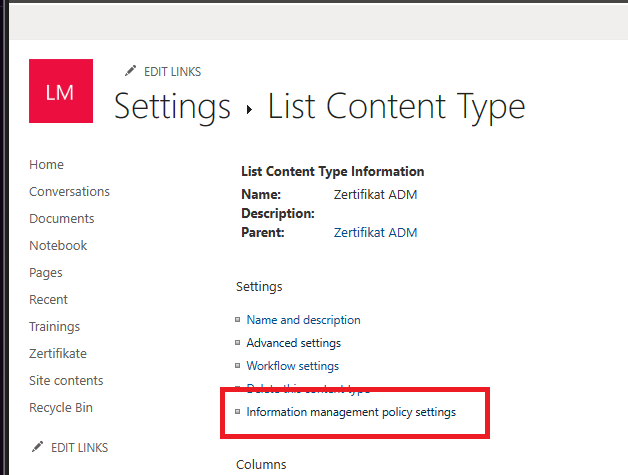 LM
EDIT LINKS
Settings ▸ List Content Type
Home
Conversations
Documents
Notebook
Pages
Recent
Trainings
Zertifikate
Site contents
Recycle Bin
EDIT LINKS
List Content Type Information
Name: Zertifikat ADM
Description:
Parent: Zertifikat ADM
Settings
Name and description
Advanced settings
Workflow settings
Delete this content type
Information management policy settings
Columns